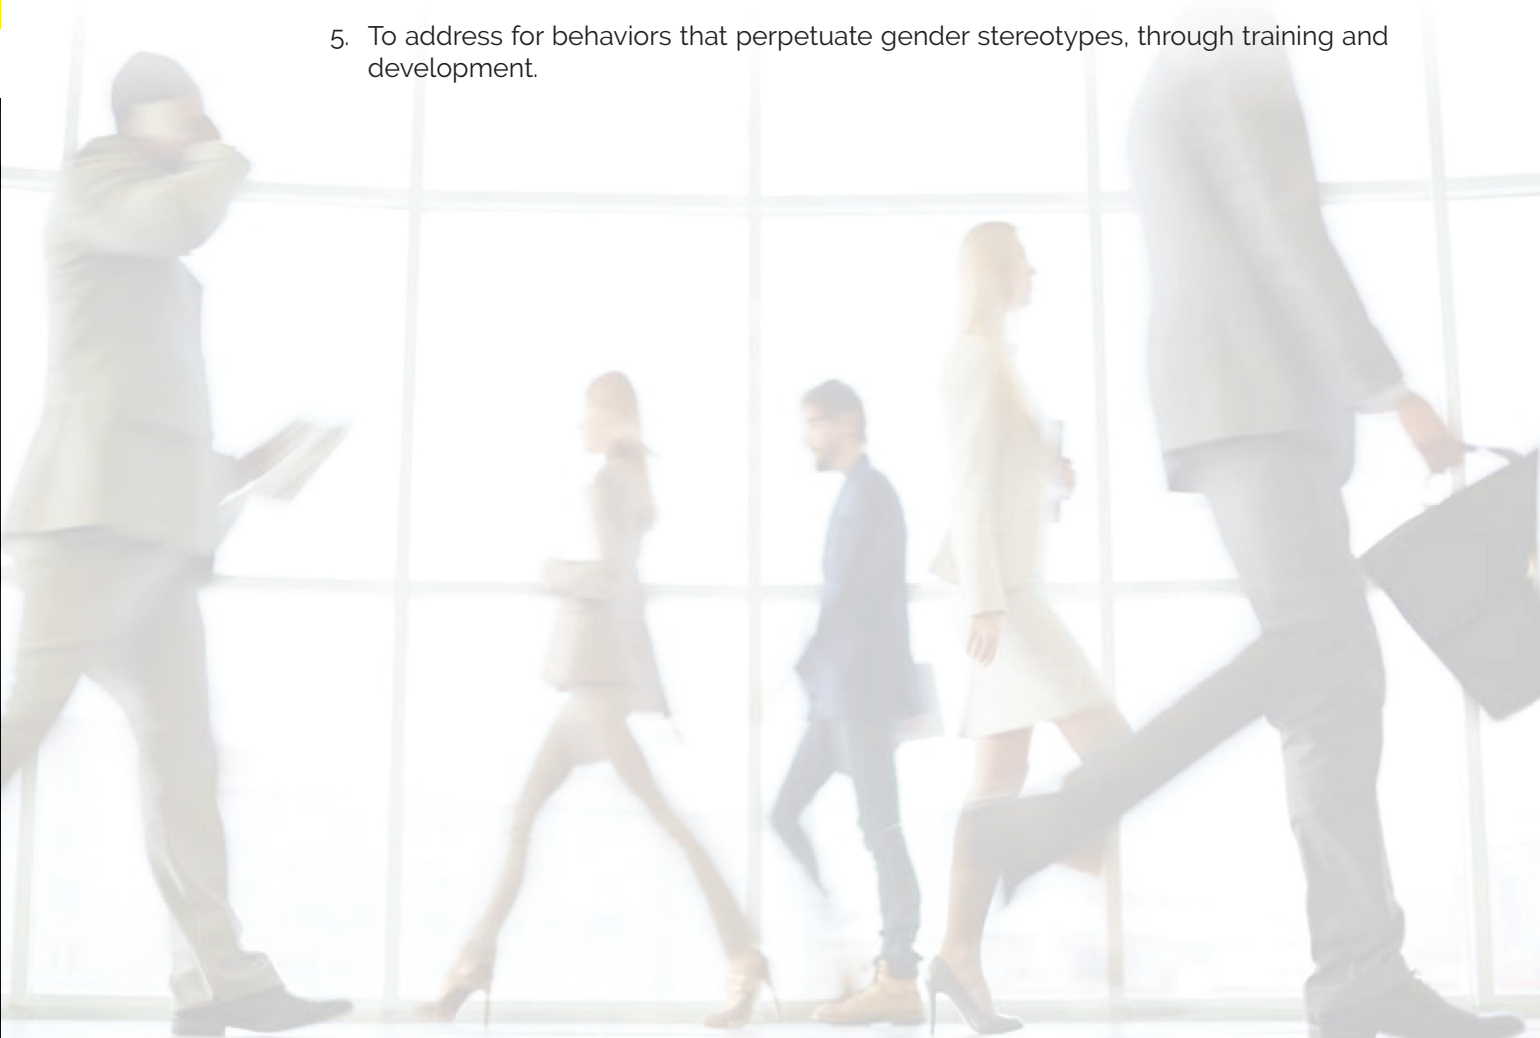 5. To address for behaviors that perpetuate gender stereotypes, through training and
development.